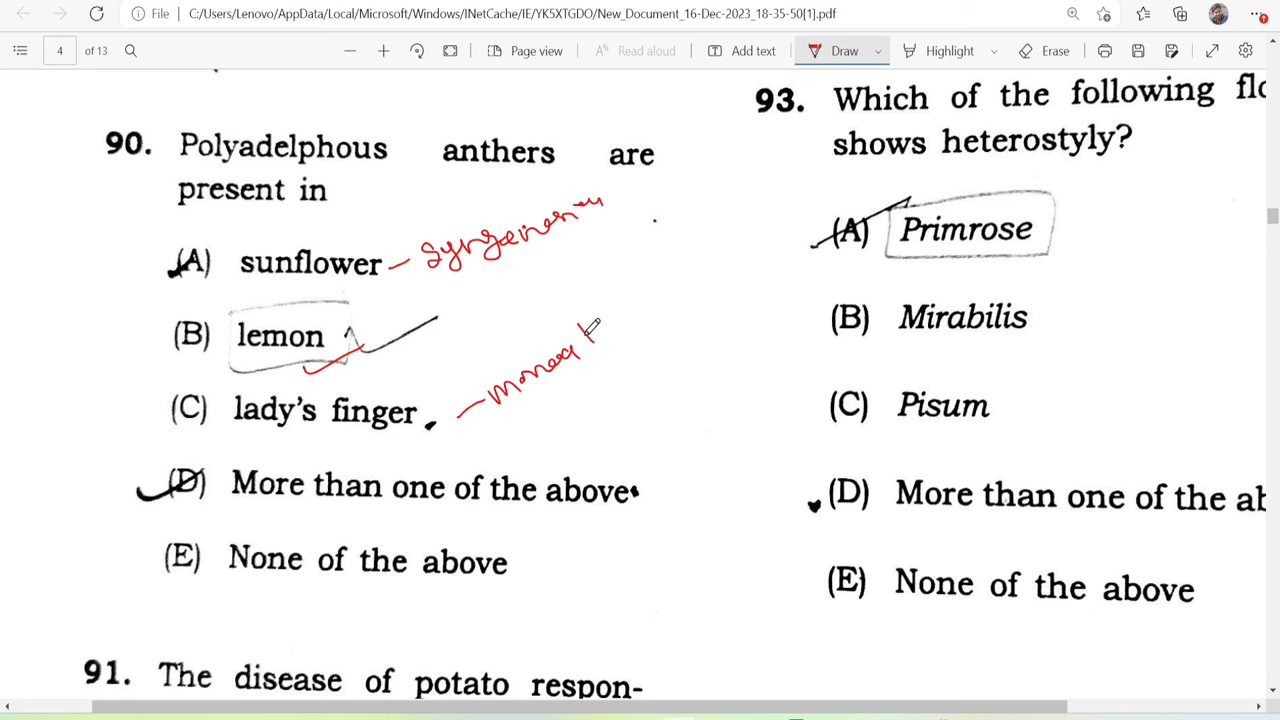 File C:/Users/Lenovo/AppData/Local/Microsoft/Windows/INetCache/IE/YK5XTGDO/New_Document_16-Dec-2023_18-35-50[1].pdf
4 of 13 Page view Read aloud Add text Draw Highlight Erase
90. Polyadelphous anthers are
present in
(A) sunflower
(B) lemon
(C) lady's finger
(D) More than one of the above
(E) None of the above
91. The disease of potato respon-
93. Which of the following flo
shows heterostyly?
(A) Primrose
(B) Mirabilis
(C) Pisum
(D) More than one of the ab
(E) None of the above